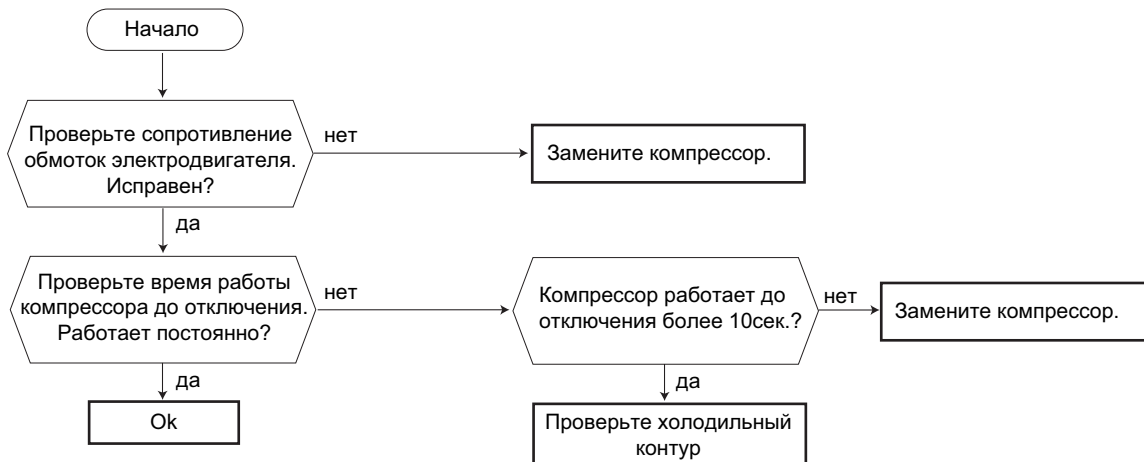 Начало
Проверьте сопротивление
обмоток электродвигателя.
Исправен?
нет
Замените компрессор.
да
Проверьте время работы
компрессора до отключения.
Работает постоянно?
нет
Компрессор работает до
отключения более 10сек.?
нет
Замените компрессор.
да
Ok
да
Проверьте холодильный
контур